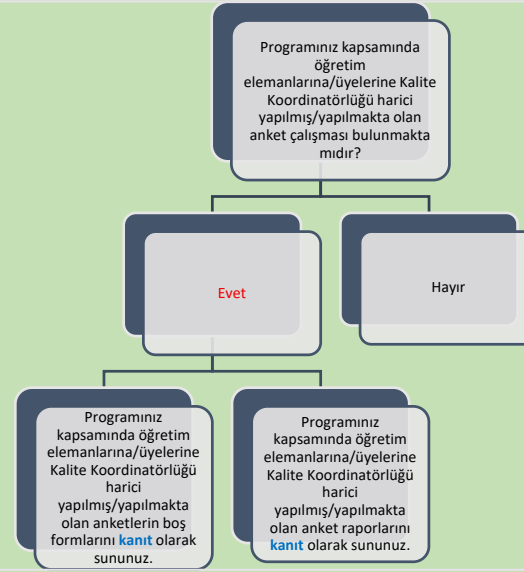 Programınız kapsamında
öğretim
elemanlarına/üyelerine Kalite
Koordinatörlüğü harici
yapılmış/yapılmakta olan
anket çalışması bulunmakta
mıdır?
Evet
Hayır
Programınız
kapsamında öğretim
elemanlarına/üyelerine
Kalite Koordinatörlüğü
harici
yapılmış/yapılmakta
olan anketlerin boş
formlarını kanıt olarak
sununuz.
Programınız
kapsamında öğretim
elemanlarına/üyelerine
Kalite Koordinatörlüğü
harici
yapılmış/yapılmakta
olan anket raporlarını
kanıt olarak sununuz.